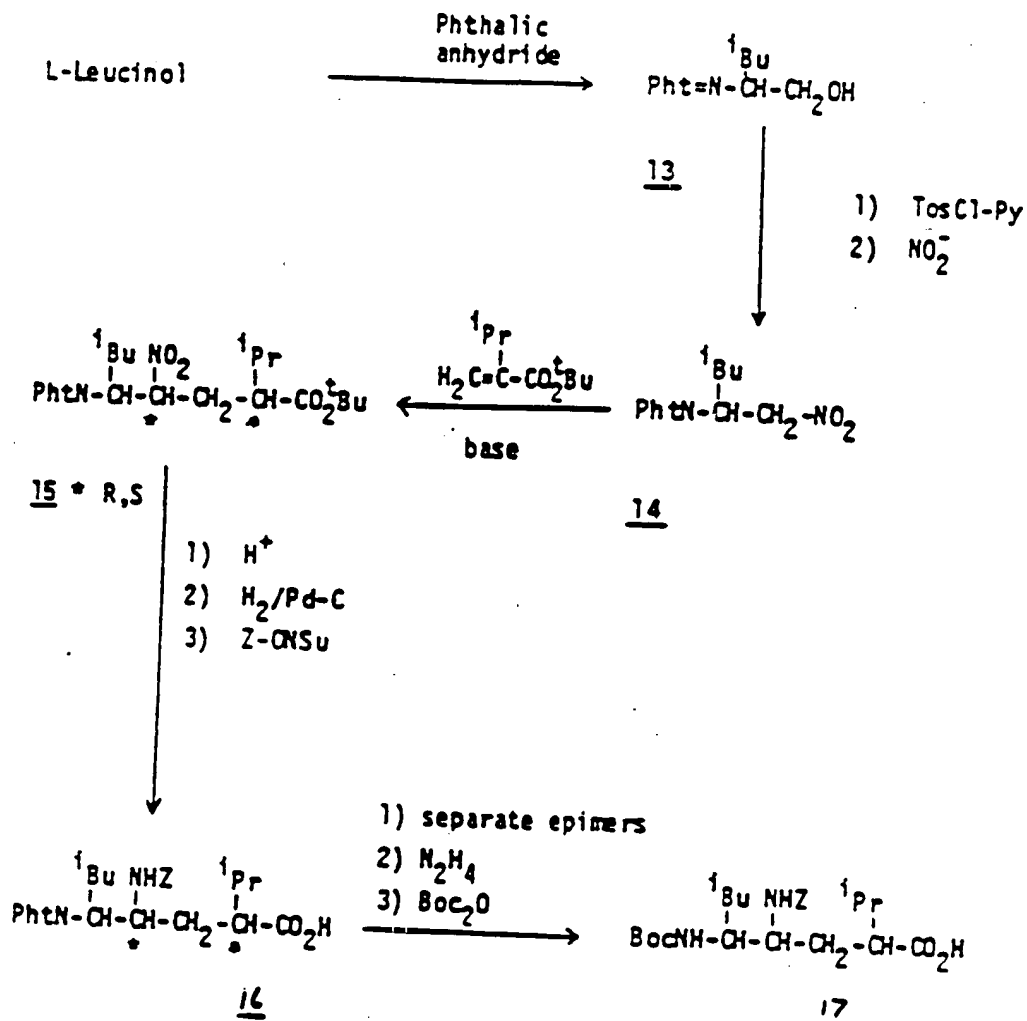 Phthalic
anhydride
L-Leucinol
iBu
Pht=N-CH-CH2OH
13
1) TosCl-Py
2) NO2-
iBu NO2 iPr
PhtN-CH-CH-CH2-CH-CO2tBu
* *
iPr
H2C=C-CO2tBu
base
iBu
PhtN-CH-CH2-NO2
14
15 * R,S
1) H+
2) H2/Pd-C
3) Z-ONSu
iBu NHZ iPr
PhtN-CH-CH-CH2-CH-CO2H
* *
16
1) separate epimers
2) N2H4
3) Boc2O
iBu NHZ iPr
BocNH-CH-CH-CH2-CH-CO2H
17